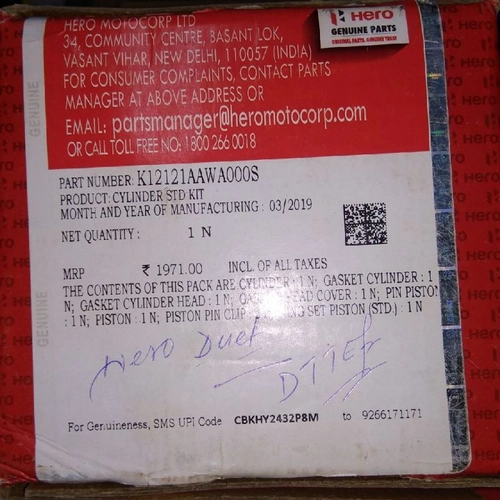 HERO MOTOCORP LTD
34, COMMUNITY CENTRE, BASANT LOK,
VASANT VIHAR, NEW DELHI, 110057 (INDIA)
FOR CONSUMER COMPLAINTS, CONTACT PARTS
MANAGER AT ABOVE ADDRESS OR
EMAIL: partsmanager@heromotocorp.com
OR CALL TOLL FREE NO: 1800 266 0018
Hero
GENUINE PARTS
GENUINE
PART NUMBER: K12121AAWA000S
PRODUCT: CYLINDER STD KIT
MONTH AND YEAR OF MANUFACTURING : 03/2019
NET QUANTITY : 1 N
MRP ₹ 1971.00 INCL. OF ALL TAXES
THE CONTENTS OF THIS PACK ARE CYLINDER : 1 N; GASKET CYLINDER : 1
N; GASKET CYLINDER HEAD : 1 N; HEAD COVER : 1 N; PIN PISTON
: 1 N; PISTON : 1 N; PISTON PIN CLIP SET PISTON (STD) : 1 N
GENUINE
Hero Duet
For Genuineness, SMS UPI Code CBKHY2432P8M to 9266171171